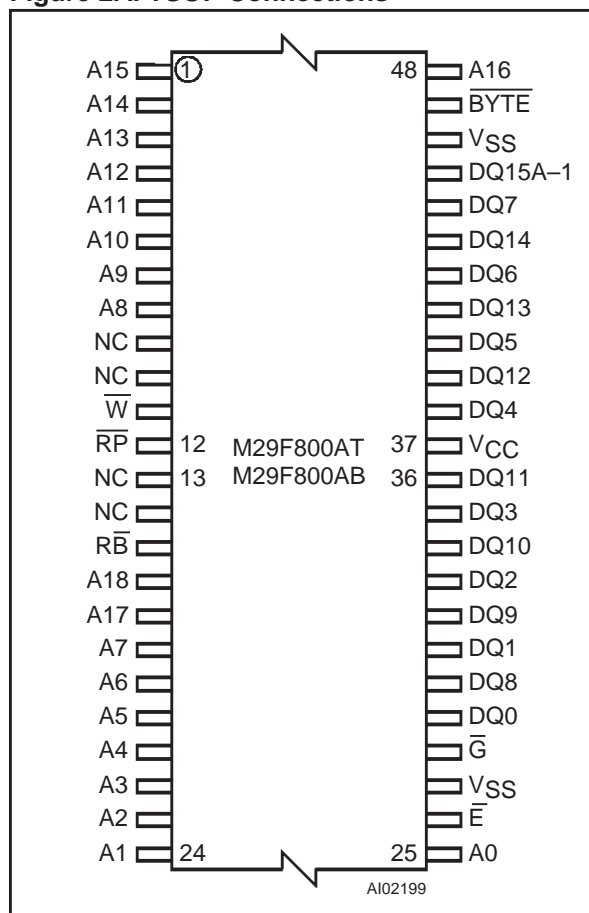 Figure 2A. TSOP Connections
A15 1 48 A16
A14 B̅Y̅T̅E̅
A13 VSS
A12 DQ15A–1
A11 DQ7
A10 DQ14
A9 DQ6
A8 DQ13
NC DQ5
NC DQ12
W̅ DQ4
R̅P̅ 12 M29F800AT 37 VCC
NC 13 M29F800AB 36 DQ11
NC DQ3
RB̅ DQ10
A18 DQ2
A17 DQ9
A7 DQ1
A6 DQ8
A5 DQ0
A4 G̅
A3 VSS
A2 E̅
A1 24 25 A0
AI02199